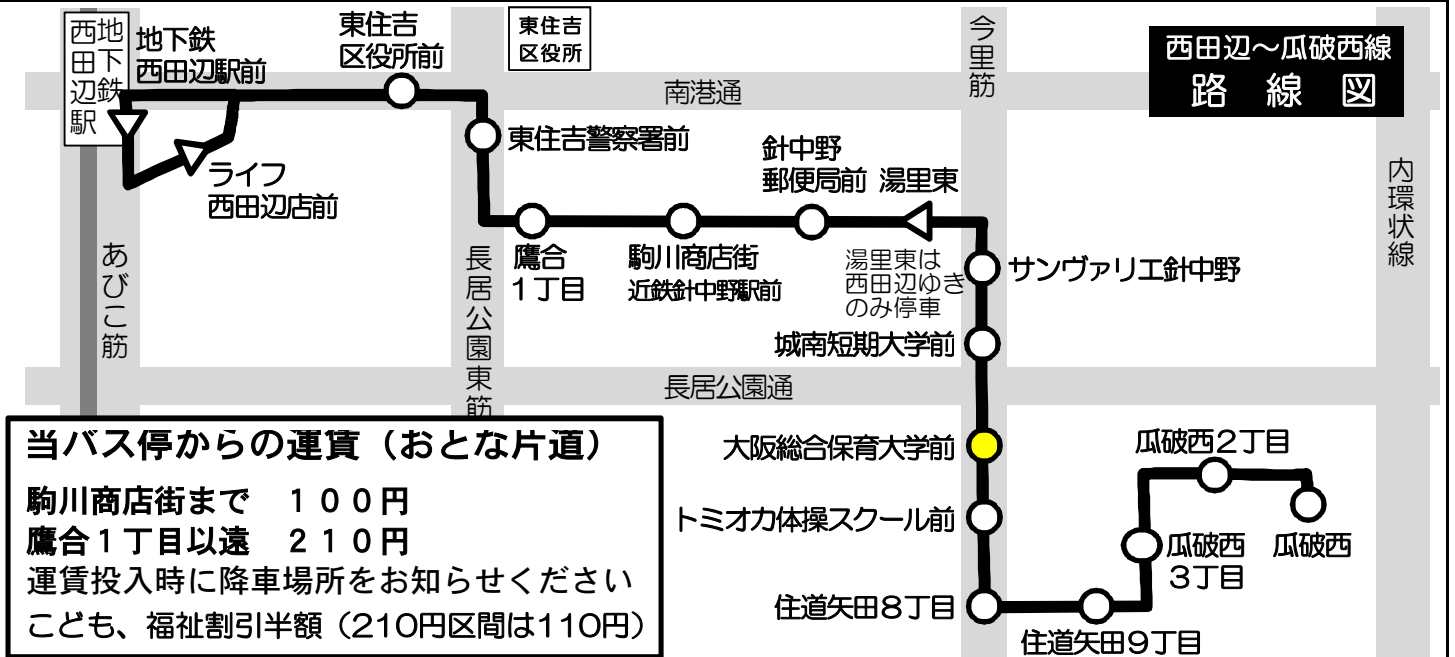 地下鉄
西田辺駅
地下鉄
西田辺駅前
東住吉
区役所前
東住吉
区役所
今里筋
西田辺～瓜破西線
路線図
南港通
東住吉警察署前
ライフ
西田辺店前
針中野
郵便局前
湯里東
内環状線
あびこ筋
長居公園東筋
鷹合
1丁目
駒川商店街
近鉄針中野駅前
湯里東は
西田辺ゆき
のみ停車
サンヴァリエ針中野
城南短期大学前
長居公園通
大阪総合保育大学前
トミオカ体操スクール前
住道矢田8丁目
住道矢田9丁目
瓜破西
3丁目
瓜破西2丁目
瓜破西
当バス停からの運賃（おとな片道）
駒川商店街まで　１００円
鷹合１丁目以遠　２１０円
運賃投入時に降車場所をお知らせください
こども、福祉割引半額（210円区間は110円）